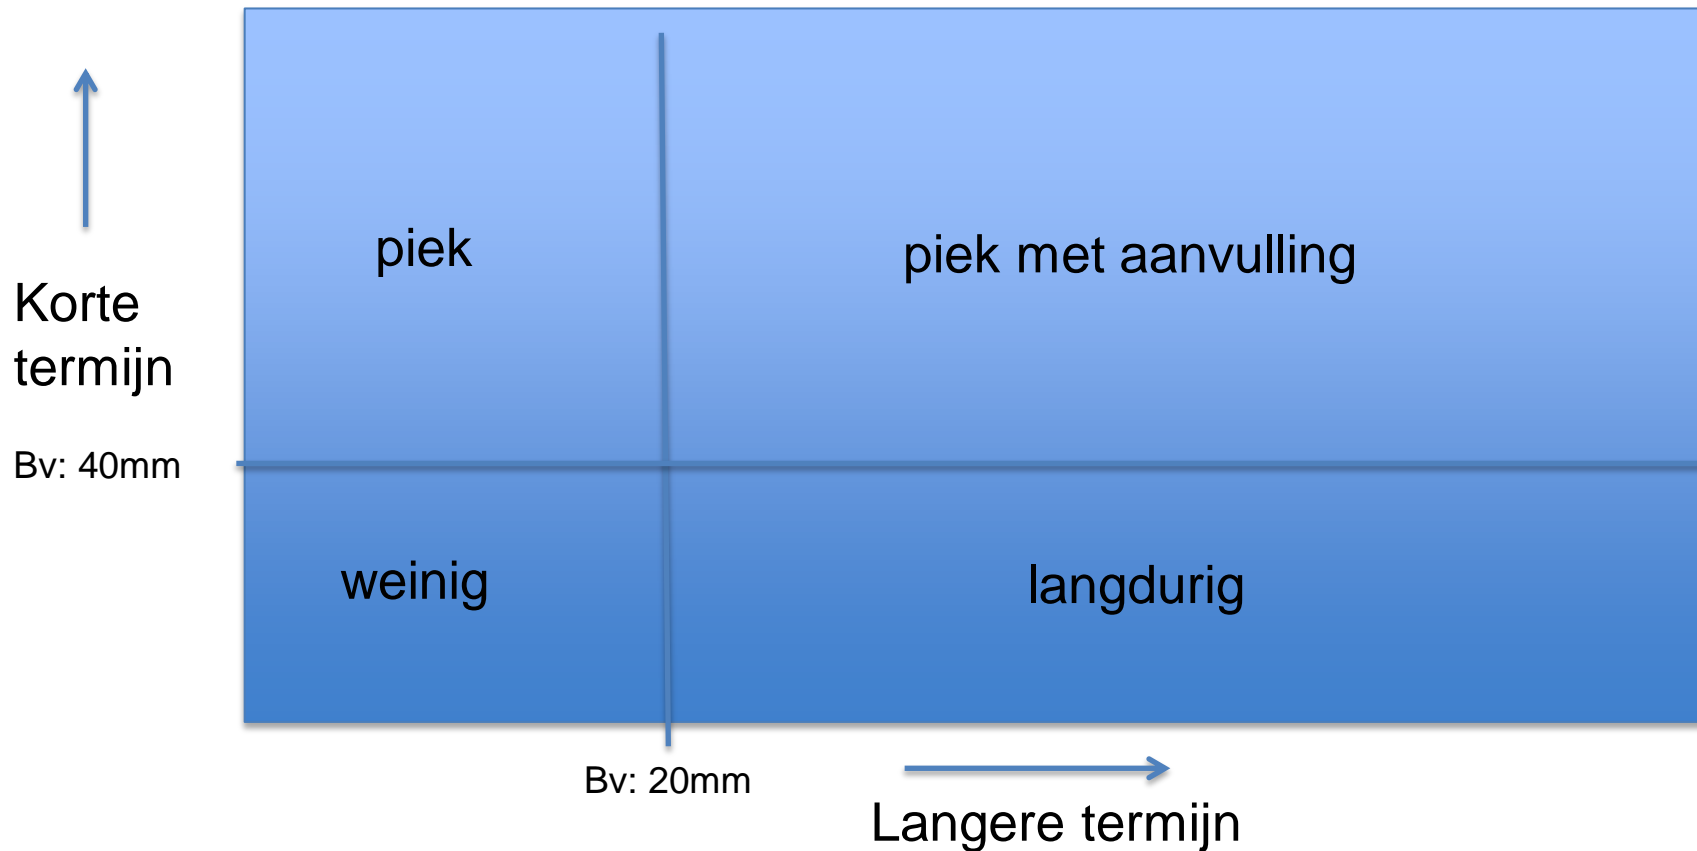 piek
piek met aanvulling
Korte
termijn
Bv: 40mm
weinig
langdurig
Bv: 20mm
Langere termijn